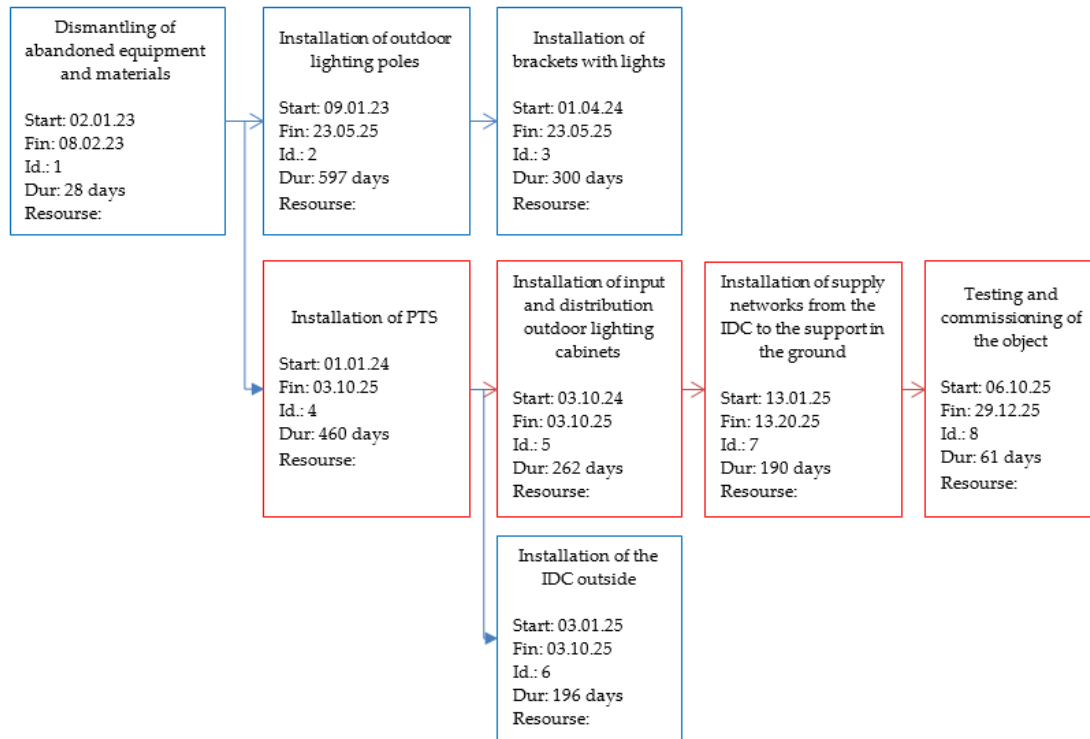 Dismantling of
abandoned equipment
and materials
Start: 02.01.23
Fin: 08.02.23
Id.: 1
Dur: 28 days
Resourse:
Installation of outdoor
lighting poles
Start: 09.01.23
Fin: 23.05.25
Id.: 2
Dur: 597 days
Resourse:
Installation of
brackets with lights
Start: 01.04.24
Fin: 23.05.25
Id.: 3
Dur: 300 days
Resourse:
Installation of PTS
Start: 01.01.24
Fin: 03.10.25
Id.: 4
Dur: 460 days
Resourse:
Installation of input
and distribution
outdoor lighting
cabinets
Start: 03.10.24
Fin: 03.10.25
Id.: 5
Dur: 262 days
Resourse:
Installation of supply
networks from the
IDC to the support in
the ground
Start: 13.01.25
Fin: 13.20.25
Id.: 7
Dur: 190 days
Resourse:
Testing and
commissioning of
the object
Start: 06.10.25
Fin: 29.12.25
Id.: 8
Dur: 61 days
Resourse:
Installation of the
IDC outside
Start: 03.01.25
Fin: 03.10.25
Id.: 6
Dur: 196 days
Resourse: